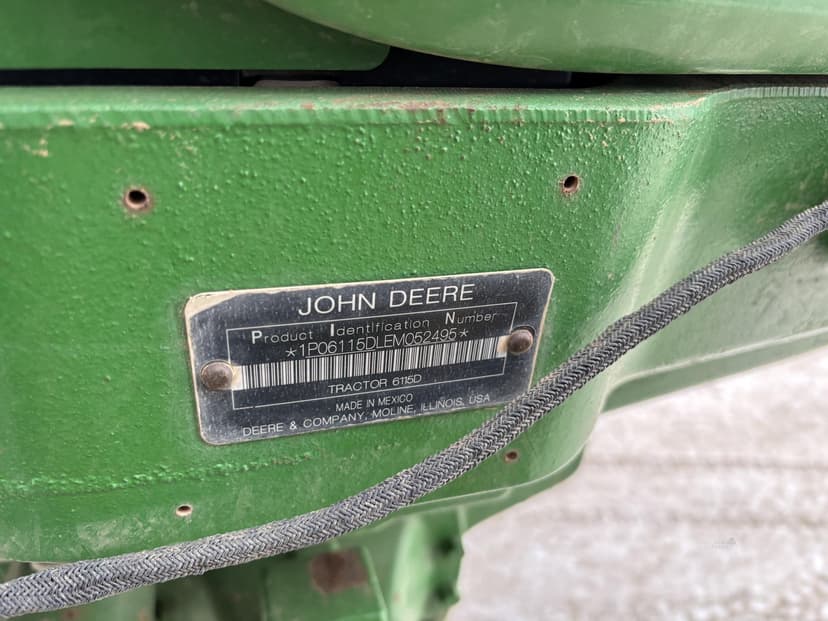 JOHN DEERE
Product Identification Number
*1P06115DLEM052495*
TRACTOR 6115D
MADE IN MEXICO
DEERE & COMPANY, MOLINE, ILLINOIS, USA